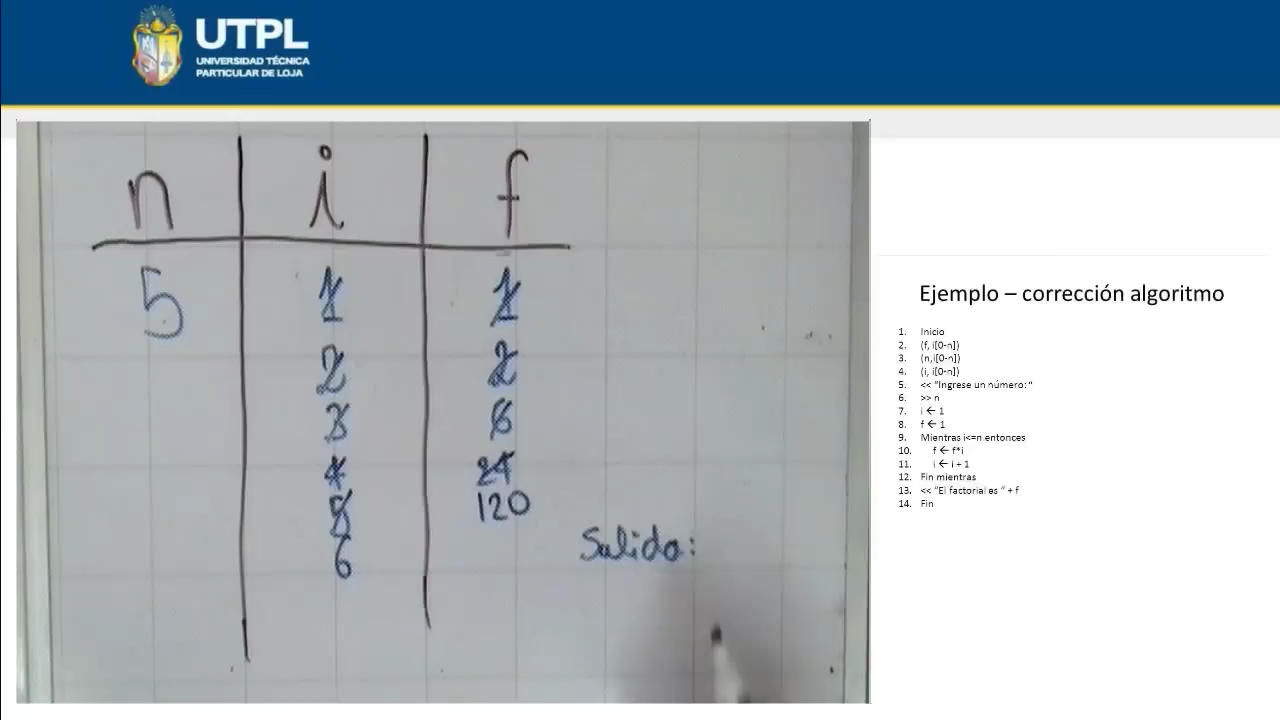 UTPL
UNIVERSIDAD TÉCNICA
PARTICULAR DE LOJA
n i f
5 1 1
2 2
3 6
4 24
5 120
6
Salida:
Ejemplo – corrección algoritmo
1. Inicio
2. (f, i[0-n])
3. (n,i[0-n])
4. (i, i[0-n])
5. << "Ingrese un número: "
6. >> n
7. i ← 1
8. f ← 1
9. Mientras i<=n entonces
10. f ← f*i
11. i ← i + 1
12. Fin mientras
13. << "El factorial es " + f
14. Fin